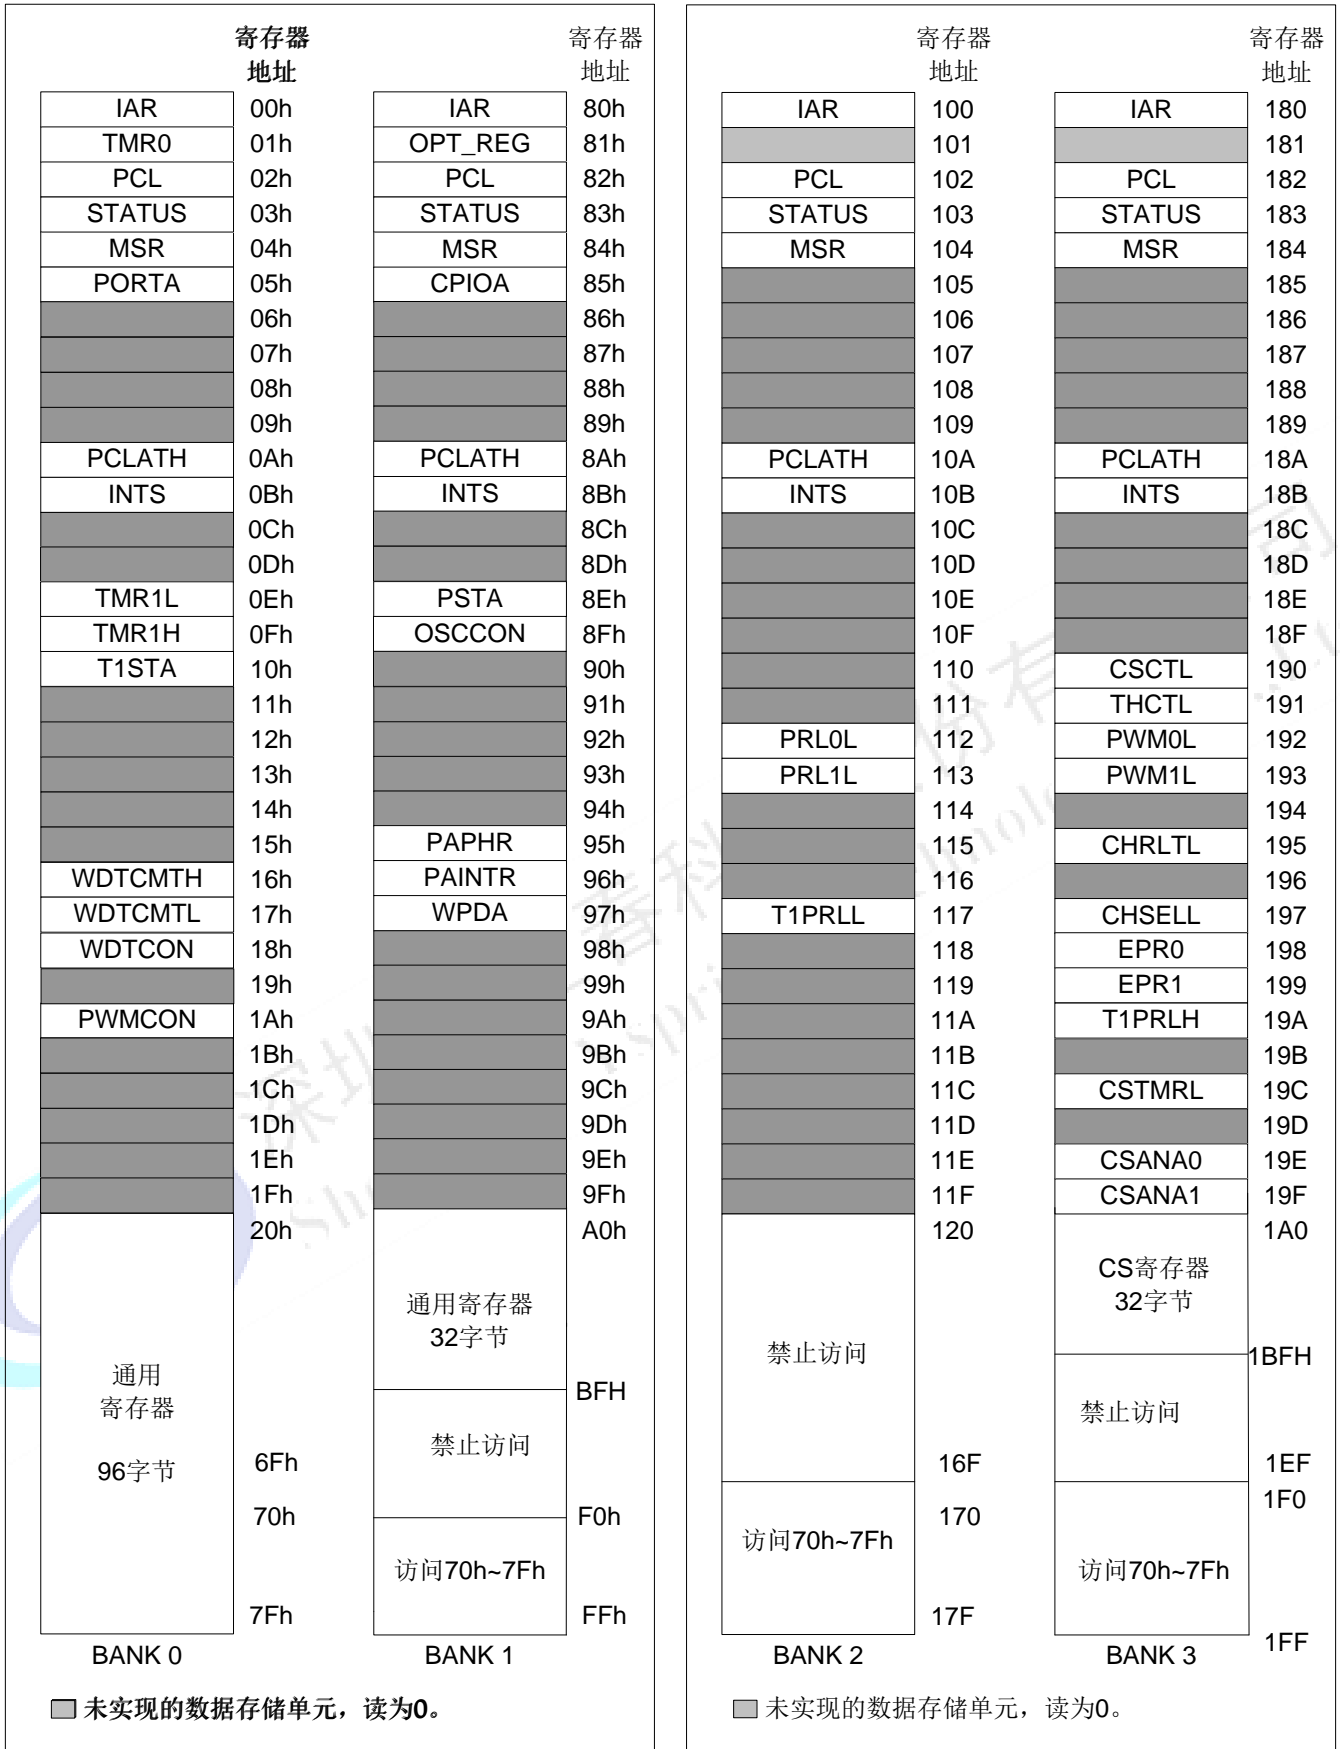 寄存器
地址
00h
01h
02h
03h
04h
05h
06h
07h
08h
09h
0Ah
0Bh
0Ch
0Dh
0Eh
0Fh
10h
11h
12h
13h
14h
15h
16h
17h
18h
19h
1Ah
1Bh
1Ch
1Dh
1Eh
1Fh
20h
6Fh
70h
7Fh
IAR
TMR0
PCL
STATUS
MSR
PORTA
PCLATH
INTS
TMR1L
TMR1H
T1STA
WDTCMTH
WDTCMTL
WDTCON
PWMCON
通用
寄存器
96字节
BANK 0
寄存器
地址
80h
81h
82h
83h
84h
85h
86h
87h
88h
89h
8Ah
8Bh
8Ch
8Dh
8Eh
8Fh
90h
91h
92h
93h
94h
95h
96h
97h
98h
99h
9Ah
9Bh
9Ch
9Dh
9Eh
9Fh
A0h
BFH
F0h
FFh
IAR
OPT_REG
PCL
STATUS
MSR
CPIOA
PCLATH
INTS
PSTA
OSCCON
PAPHR
PAINTR
WPDA
通用寄存器
32字节
禁止访问
访问70h~7Fh
BANK 1
未实现的数据存储单元，读为0。
寄存器
地址
100
101
102
103
104
105
106
107
108
109
10A
10B
10C
10D
10E
10F
110
111
112
113
114
115
116
117
118
119
11A
11B
11C
11D
11E
11F
120
16F
170
17F
IAR
PCL
STATUS
MSR
PCLATH
INTS
PRL0L
PRL1L
T1PRLL
禁止访问
访问70h~7Fh
BANK 2
寄存器
地址
180
181
182
183
184
185
186
187
188
189
18A
18B
18C
18D
18E
18F
190
191
192
193
194
195
196
197
198
199
19A
19B
19C
19D
19E
19F
1A0
1BFH
1EF
1F0
1FF
IAR
PCL
STATUS
MSR
PCLATH
INTS
CSCTL
THCTL
PWM0L
PWM1L
CHRLTL
CHSELL
EPR0
EPR1
T1PRLH
CSTMRL
CSANA0
CSANA1
CS寄存器
32字节
禁止访问
访问70h~7Fh
BANK 3
未实现的数据存储单元，读为0。